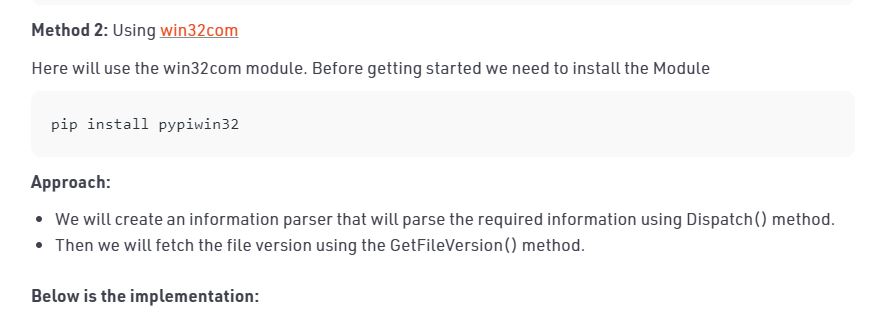 Method 2: Using win32com
Here will use the win32com module. Before getting started we need to install the Module
pip install pypiwin32
Approach:
• We will create an information parser that will parse the required information using Dispatch() method.
• Then we will fetch the file version using the GetFileVersion() method.
Below is the implementation: